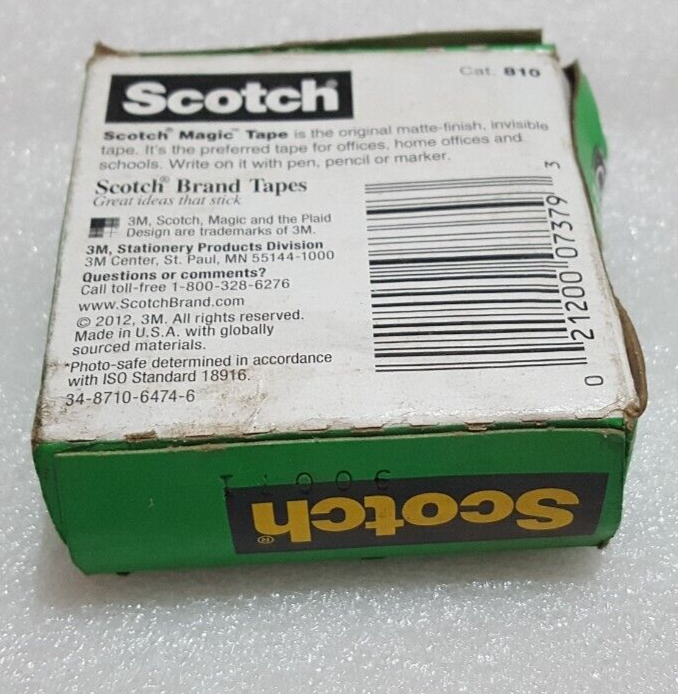 Scotch®
Cat. 810
Scotch® Magic™ Tape is the original matte-finish, invisible
tape. It's the preferred tape for offices, home offices and
schools. Write on it with pen, pencil or marker.
Scotch® Brand Tapes
Great ideas that stick
3M, Scotch, Magic and the Plaid
Design are trademarks of 3M.
3M, Stationery Products Division
3M Center, St. Paul, MN 55144-1000
Questions or comments?
Call toll-free 1-800-328-6276
www.ScotchBrand.com
© 2012, 3M. All rights reserved.
Made in U.S.A. with globally
sourced materials.
*Photo-safe determined in accordance
with ISO Standard 18916.
34-8710-6474-6
0 21200 07379 3
Scotch®